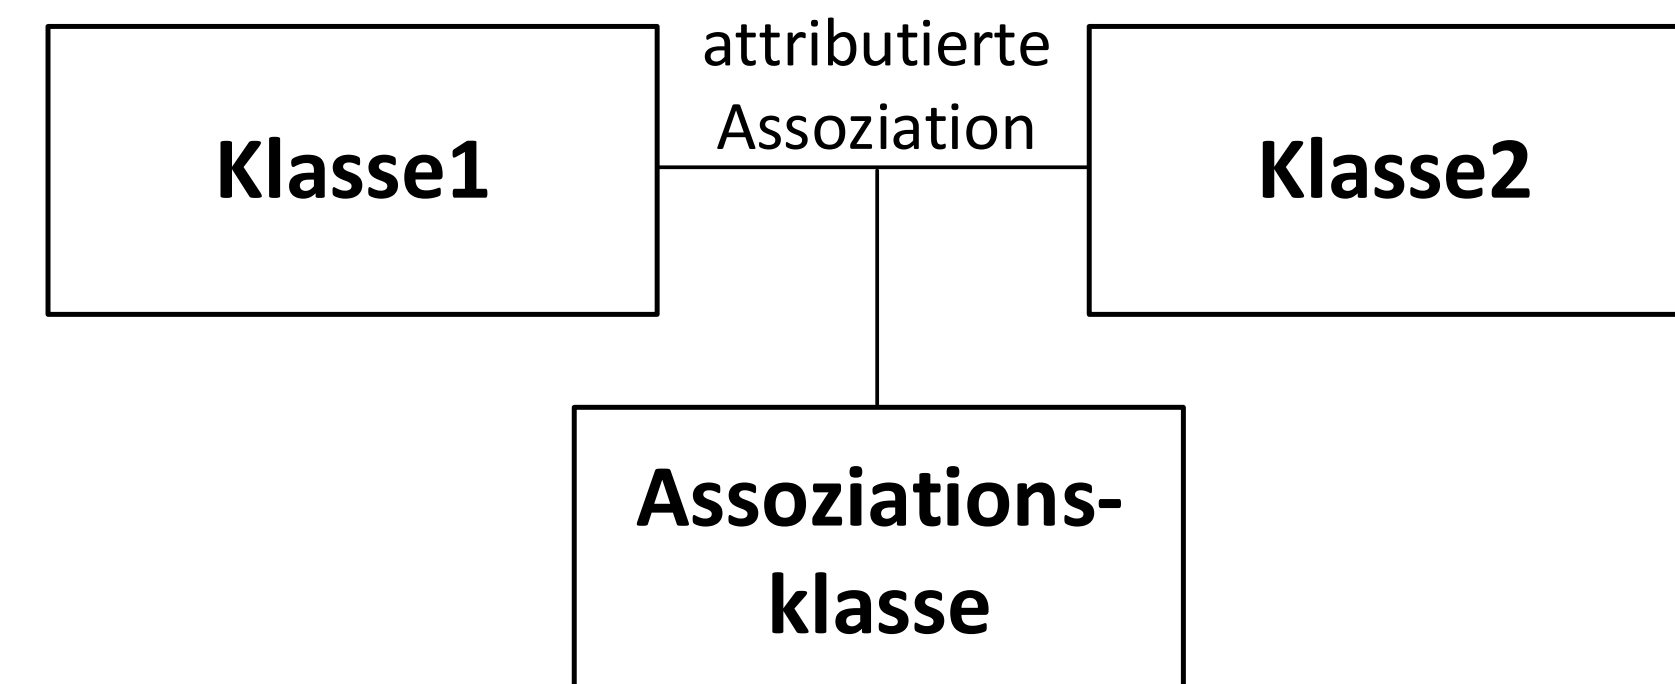 attributierte
Assoziation
Klasse1
Klasse2
Assoziations-
klasse